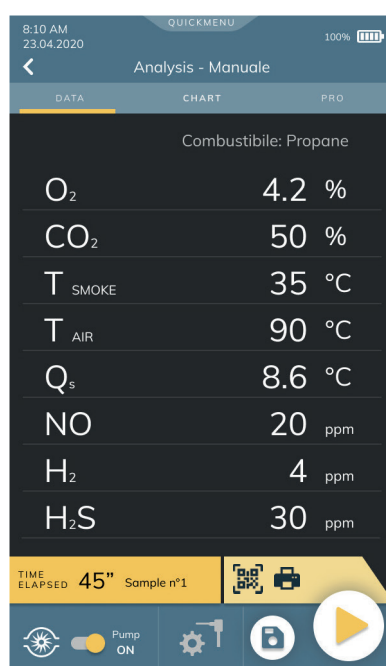 QUICKMENU
8:10 AM
23.04.2020
100%
Analysis - Manuale
DATA CHART PRO
Combustibile: Propane
O₂ 4.2 %
CO₂ 50 %
T SMOKE 35 °C
T AIR 90 °C
Qs 8.6 °C
NO 20 ppm
H₂ 4 ppm
H₂S 30 ppm
TIME ELAPSED 45” Sample n°1
Pump
ON